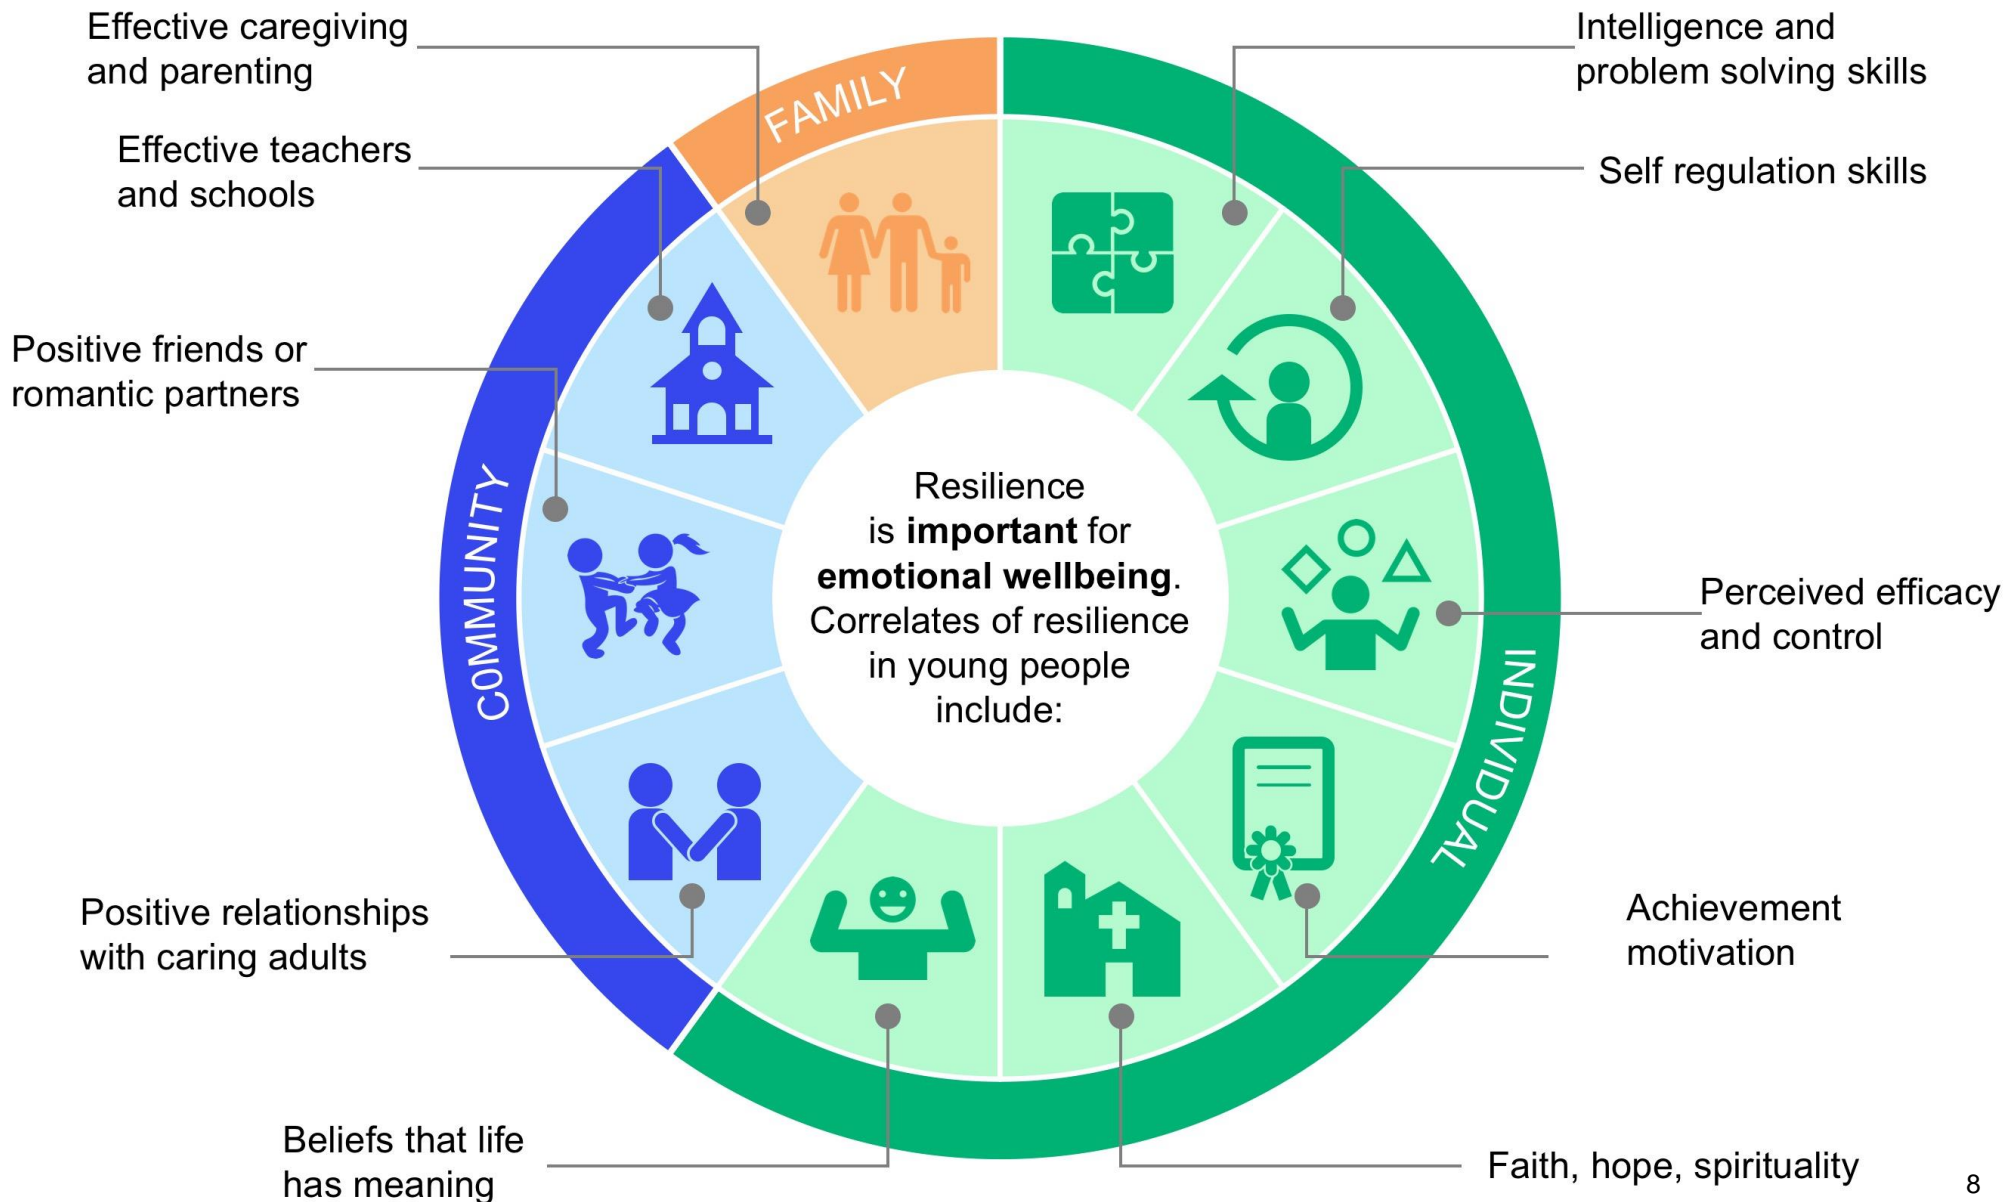 Effective caregiving
and parenting
Effective teachers
and schools
Positive friends or
romantic partners
Positive relationships
with caring adults
Beliefs that life
has meaning
FAMILY
COMMUNITY
INDIVIDUAL
Resilience
is important for
emotional wellbeing.
Correlates of resilience
in young people
include:
Intelligence and
problem solving skills
Self regulation skills
Perceived efficacy
and control
Achievement
motivation
Faith, hope, spirituality
8